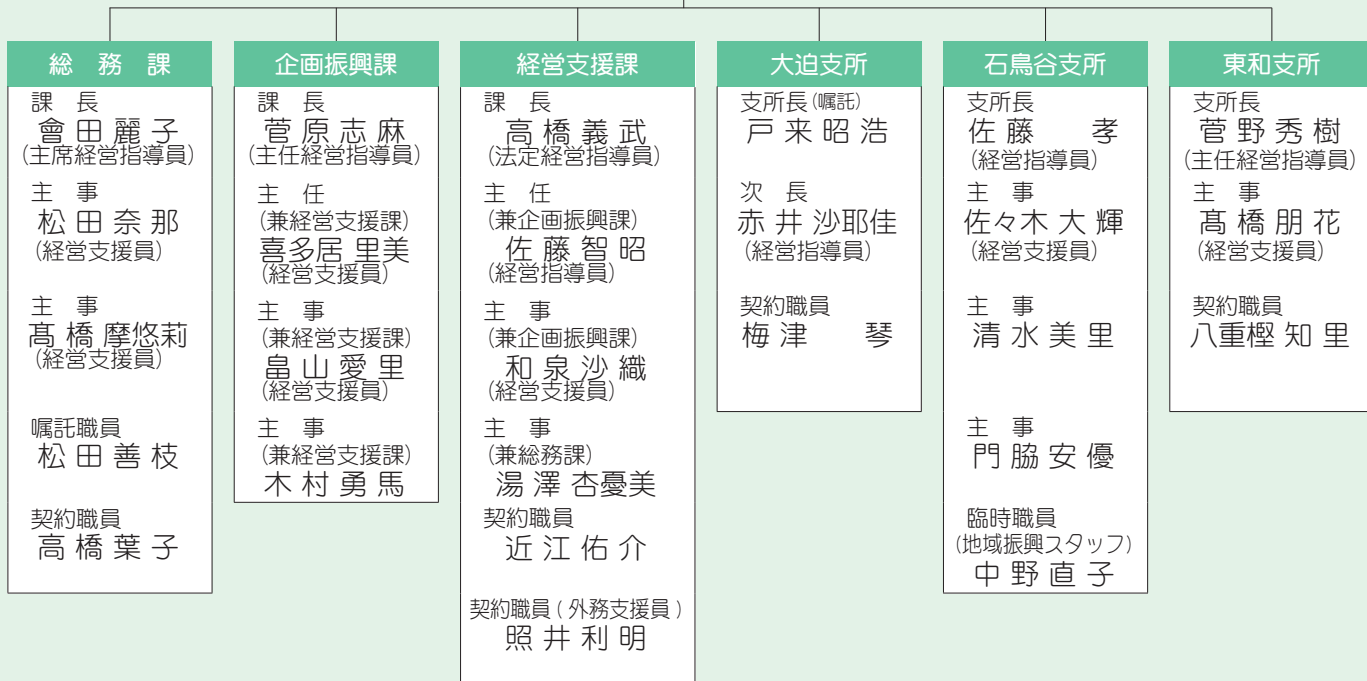 総 務 課
課 長
會 田 麗 子
(主席経営指導員)
主 事
松 田 奈 那
(経営支援員)
主 事
髙 橋 摩悠莉
(経営支援員)
嘱託職員
松 田 善 枝
契約職員
高 橋 葉 子
企画振興課
課 長
菅 原 志 麻
(主任経営指導員)
主 任
(兼経営支援課)
喜多居 里 美
(経営支援員)
主 事
(兼経営支援課)
畠 山 愛 里
(経営支援員)
主 事
(兼経営支援課)
木 村 勇 馬
経営支援課
課 長
高 橋 義 武
(法定経営指導員)
主 任
(兼企画振興課)
佐 藤 智 昭
(経営指導員)
主 事
(兼企画振興課)
和 泉 沙 織
(経営支援員)
主 事
(兼総務課)
湯 澤 杏憂美
契約職員
近 江 佑 介
契約職員(外務支援員)
照 井 利 明
大迫支所
支所長(嘱託)
戸 来 昭 浩
次 長
赤 井 沙耶佳
(経営指導員)
契約職員
梅 津 琴
石鳥谷支所
支所長
佐 藤 孝
(経営指導員)
主 事
佐々木 大 輝
(経営支援員)
主 事
清 水 美 里
主 事
門 脇 安 優
臨時職員
(地域振興スタッフ)
中 野 直 子
東和支所
支所長
菅 野 秀 樹
(主任経営指導員)
主 事
髙 橋 朋 花
(経営支援員)
契約職員
八重樫 知 里